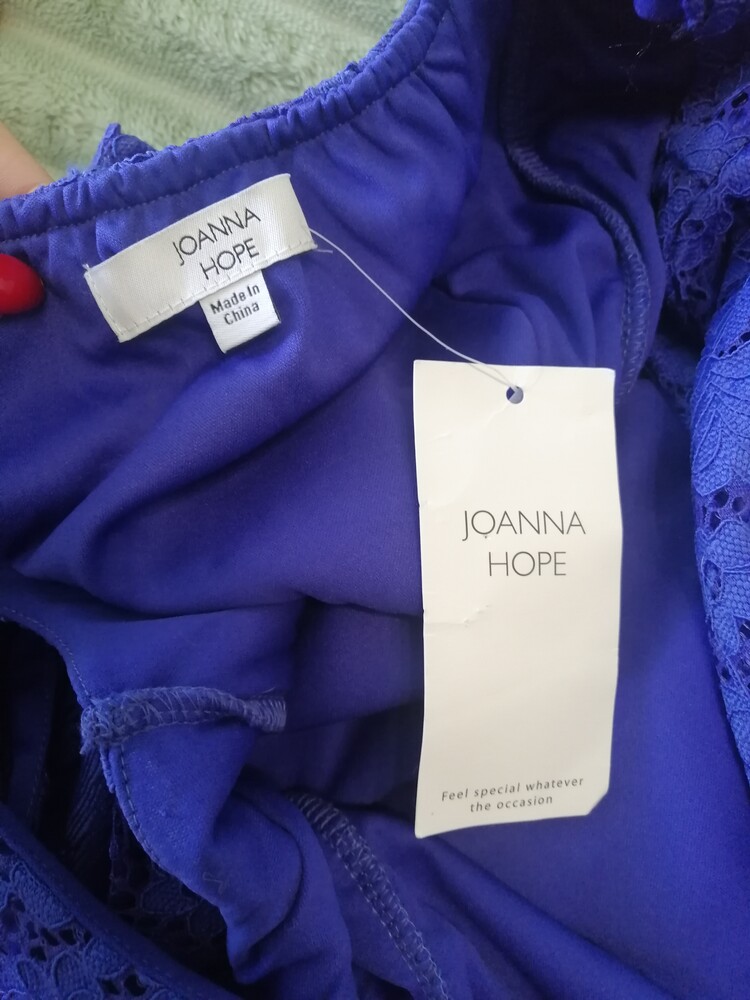 JOANNA
HOPE
Made In
China
JOANNA
HOPE
Feel special whatever
the occasion